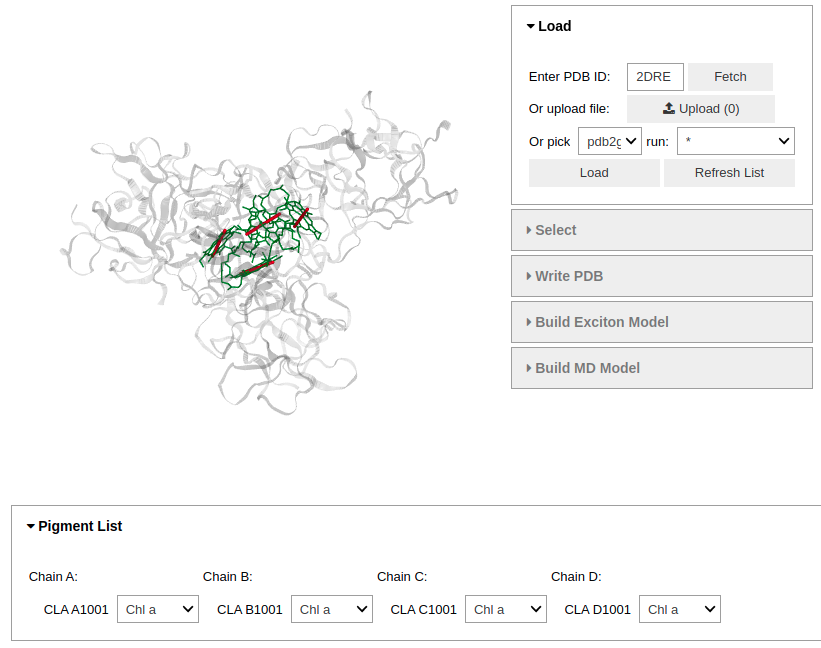 Load
Enter PDB ID: 2DRE Fetch
Or upload file: Upload (0)
Or pick pdb2g run: *
Load Refresh List
Select
Write PDB
Build Exciton Model
Build MD Model
Pigment List
Chain A: Chain B: Chain C: Chain D:
CLA A1001 Chl a CLA B1001 Chl a CLA C1001 Chl a CLA D1001 Chl a